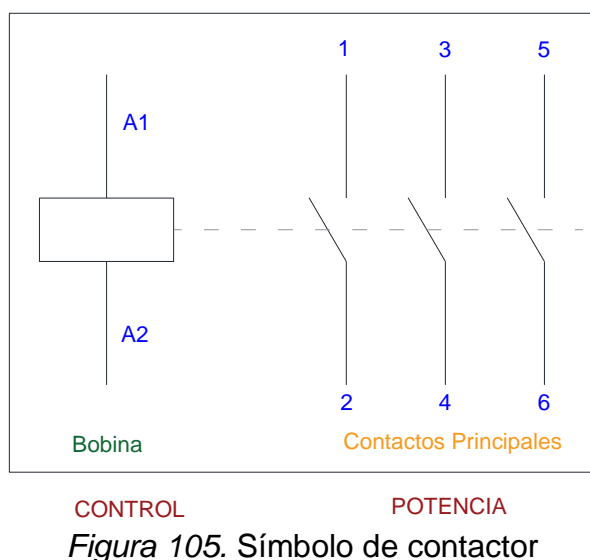 1 3 5
A1
A2
2 4 6
Bobina Contactos Principales
CONTROL POTENCIA
Figura 105. Símbolo de contactor